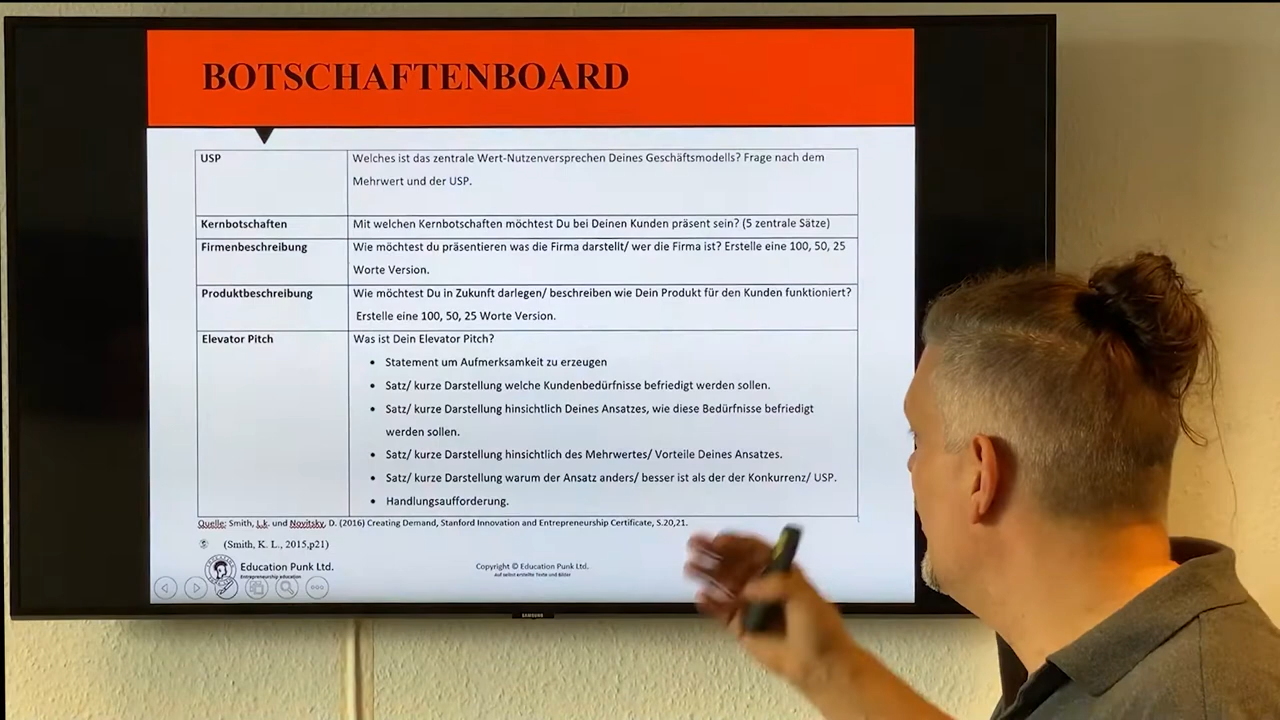 BOTSCHAFTENBOARD
USP
Welches ist das zentrale Wert-Nutzenversprechen Deines Geschäftsmodells? Frage nach dem
Mehrwert und der USP.
Kernbotschaften
Mit welchen Kernbotschaften möchtest Du bei Deinen Kunden präsent sein? (5 zentrale Sätze)
Firmenbeschreibung
Wie möchtest du präsentieren was die Firma darstellt/ wer die Firma ist? Erstelle eine 100, 50, 25
Worte Version.
Produktbeschreibung
Wie möchtest Du in Zukunft darlegen/ beschreiben wie Dein Produkt für den Kunden funktioniert?
Erstelle eine 100, 50, 25 Worte Version.
Elevator Pitch
Was ist Dein Elevator Pitch?
• Statement um Aufmerksamkeit zu erzeugen
• Satz/ kurze Darstellung welche Kundenbedürfnisse befriedigt werden sollen.
• Satz/ kurze Darstellung hinsichtlich Deines Ansatzes, wie diese Bedürfnisse befriedigt
werden sollen.
• Satz/ kurze Darstellung hinsichtlich des Mehrwertes/ Vorteile Deines Ansatzes.
• Satz/ kurze Darstellung warum der Ansatz anders/ besser ist als der der Konkurrenz/ USP.
• Handlungsaufforderung.
Quelle: Smith, L.k. und Novitsky, D. (2016) Creating Demand, Stanford Innovation and Entrepreneurship Certificate, S.20,21.
(Smith, K. L., 2015,p21)
Education Punk Ltd.
Entrepreneurship education
Copyright © Education Punk Ltd.
Auf selbst erstellte Texte und Bilder
SAMSUNG